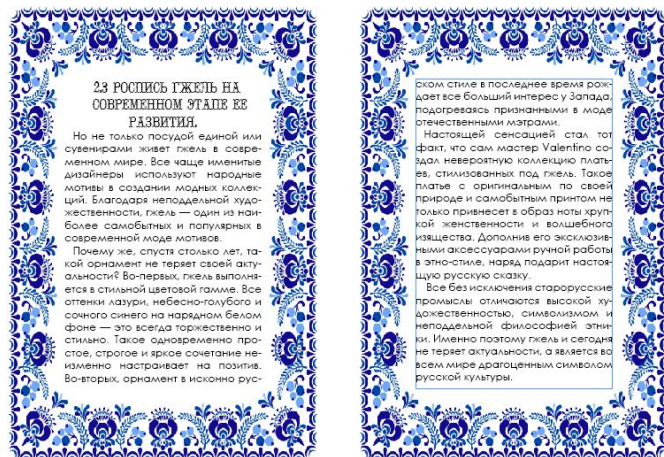 2.3 РОСПИСЬ ГЖЕЛЬ НА
СОВРЕМЕННОМ ЭТАПЕ ЕЕ
РАЗВИТИЯ.
Но не только посудой единой или
сувенирами живет гжель в совре-
менном мире. Все чаще именитые
дизайнеры используют народные
мотивы в создании модных коллек-
ций. Благодаря неподдельной худо-
жественности, гжель — один из наи-
более самобытных и популярных в
современной моде мотивов.
Почему же, спустя столько лет, та-
кой орнамент не теряет своей акту-
альности? Во-первых, гжель выполня-
ется в стильной цветовой гамме. Все
оттенки лазури, небесно-голубого и
сочного синего на нарядном белом
фоне — это всегда торжественно и
стильно. Такое одновременно про-
стое, строгое и яркое сочетание не-
изменно настраивает на позитив.
Во-вторых, орнамент в исконно рус-
ском стиле в последнее время рож-
дает все больший интерес у Запада,
подогреваясь признанными в моде
отечественными мэтрами.
Настоящей сенсацией стал тот
факт, что сам мастер Valentino со-
здал невероятную коллекцию плать-
ев, стилизованных под гжель. Такое
платье с оригинальным по своей
природе и самобытным принтом не
только привнесет в образ ноты хруп-
кой женственности и волшебного
изящества. Дополнив его эксклюзив-
ными аксессуарами ручной работы
в этно-стиле, наряд подарит настоя-
щую русскую сказку.
Все без исключения старорусские
промыслы отличаются высокой ху-
дожественностью, символизмом и
неподдельной философией этни-
ки. Именно поэтому гжель и сегодня
не теряет актуальности, а является во
всем мире драгоценным символом
русской культуры.